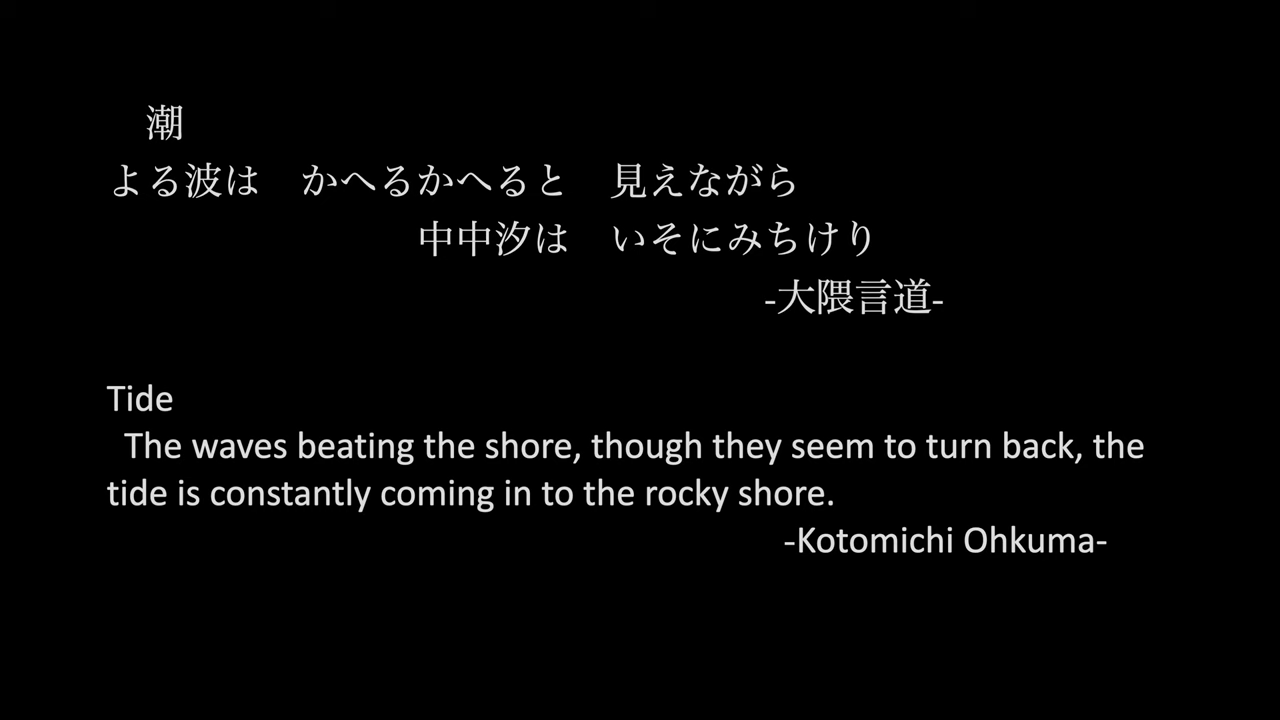 潮
よる波は　かへるかへると　見えながら
中中汐は　いそにみちけり
-大隈言道-
Tide
The waves beating the shore, though they seem to turn back, the
tide is constantly coming in to the rocky shore.
-Kotomichi Ohkuma-